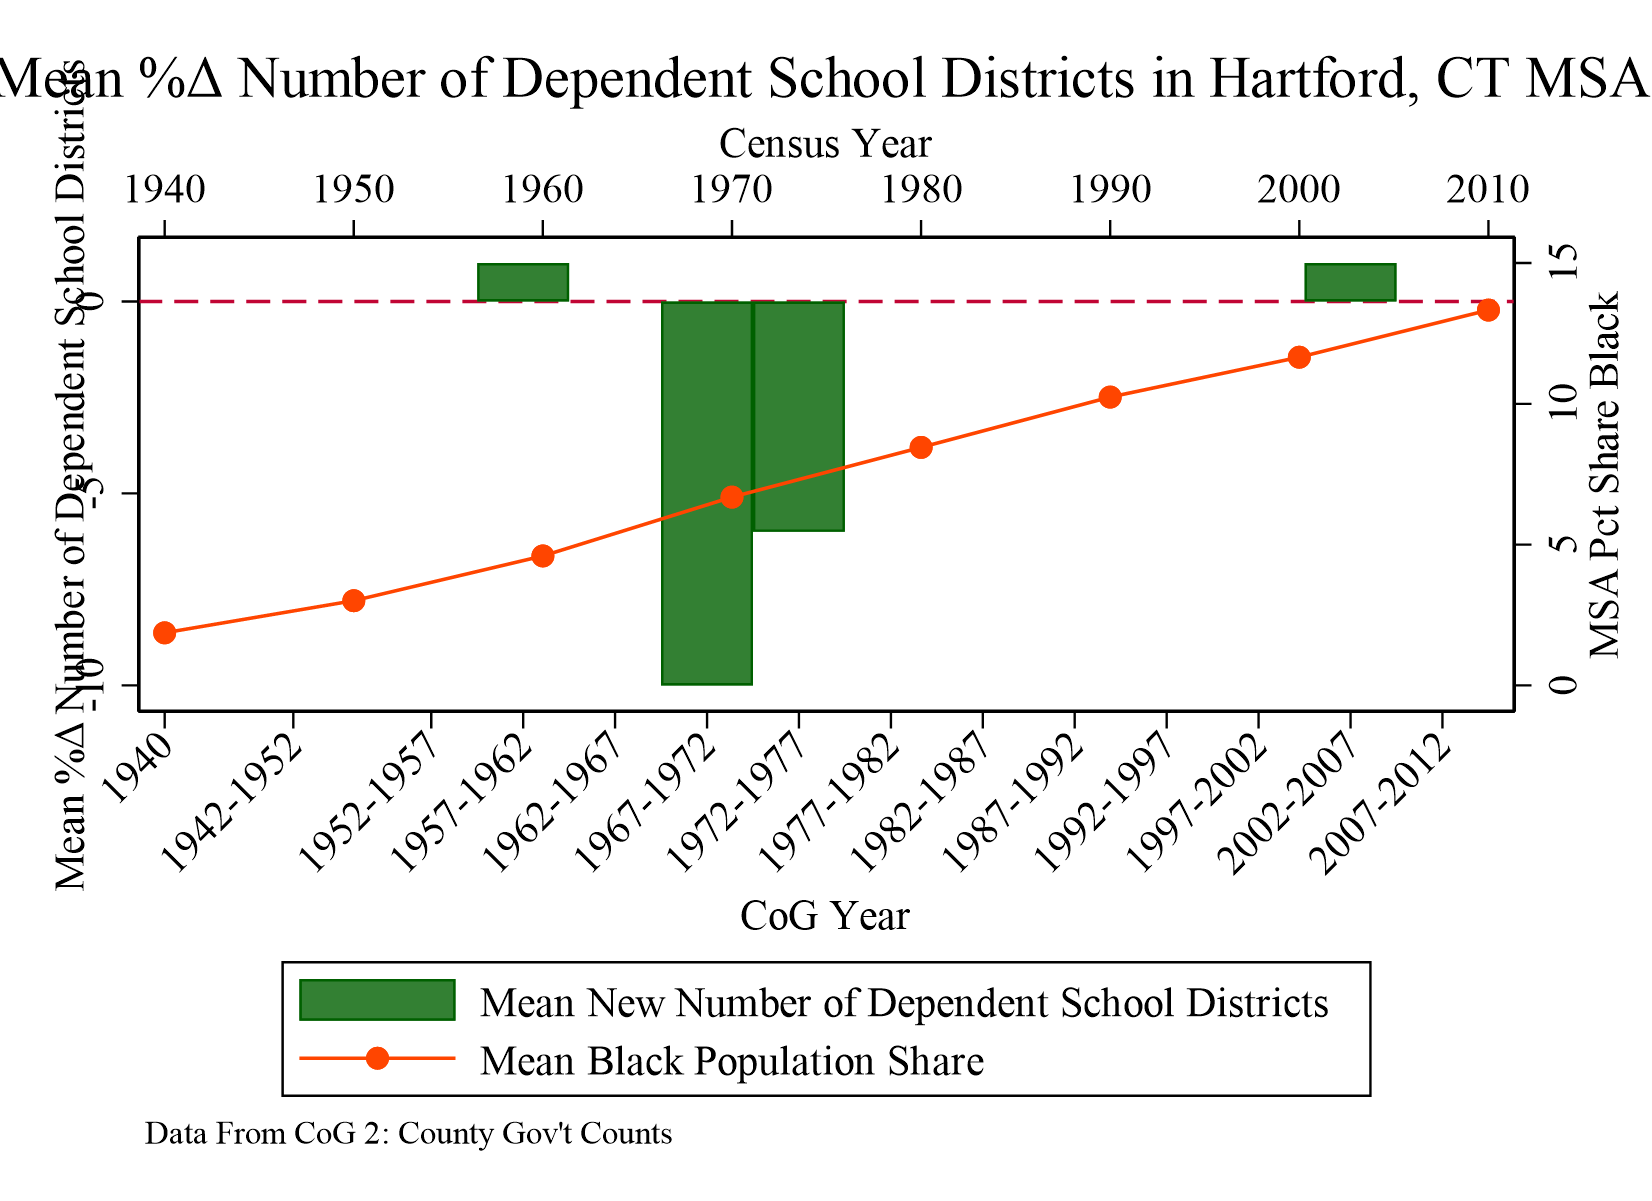 Mean %Δ Number of Dependent School Districts in Hartford, CT MSA
Census Year
1940 1950 1960 1970 1980 1990 2000 2010
Mean %Δ Number of Dependent School Districts
0
-5
-10
15
10
5
0
MSA Pct Share Black
1940
1942-1952
1952-1957
1957-1962
1962-1967
1967-1972
1972-1977
1977-1982
1982-1987
1987-1992
1992-1997
1997-2002
2002-2007
2007-2012
CoG Year
Mean New Number of Dependent School Districts
Mean Black Population Share
Data From CoG 2: County Gov't Counts